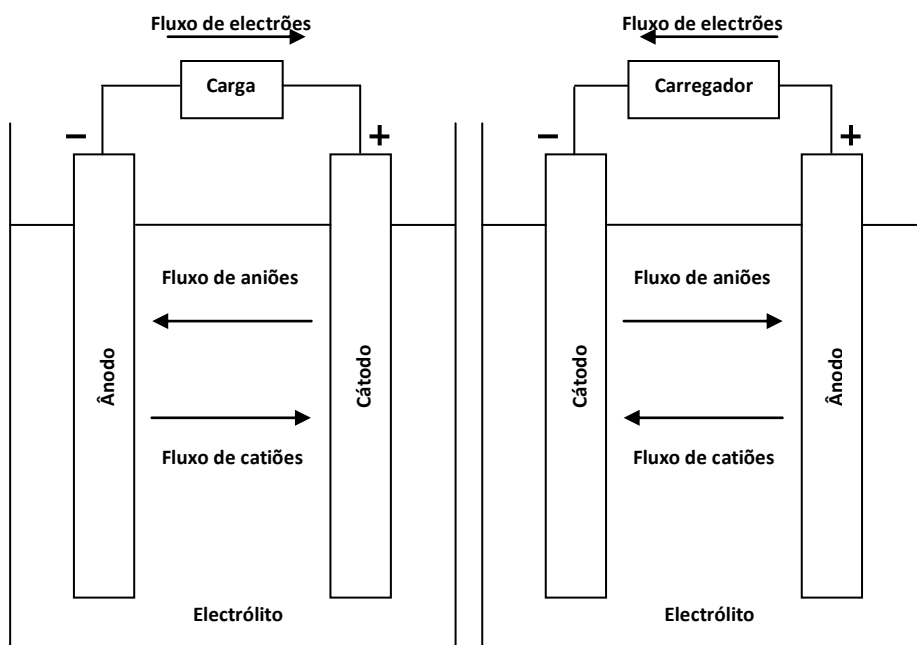 Fluxo de electrões
Carga
−
+
Fluxo de aniões
Ânodo
Cátodo
Fluxo de catiões
Electrólito
Fluxo de electrões
Carregador
−
+
Fluxo de aniões
Cátodo
Ânodo
Fluxo de catiões
Electrólito